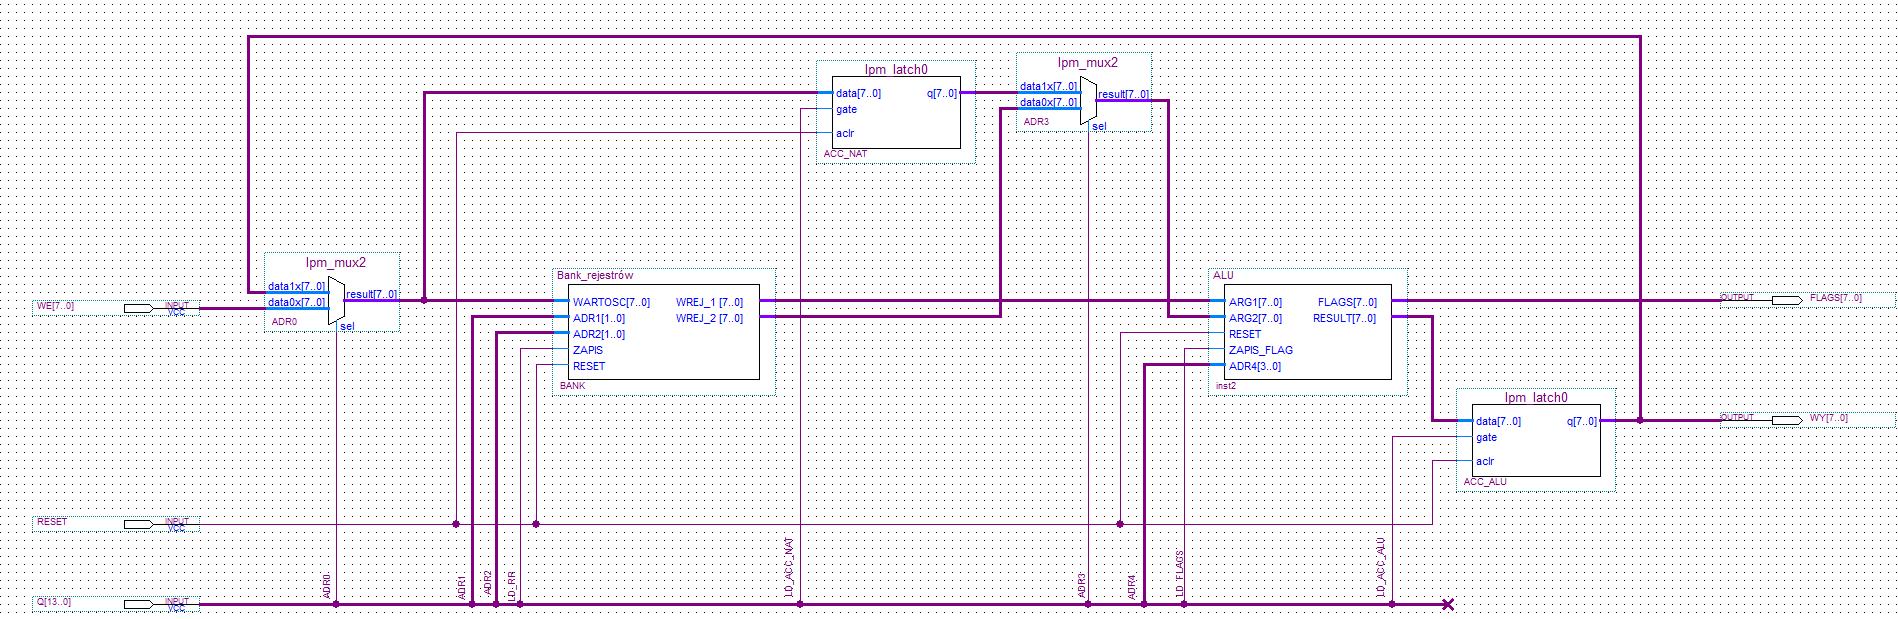 lpm_latch0
data[7..0] q[7..0]
gate
aclr
ACC_NAT
lpm_mux2
data1x[7..0]
data0x[7..0]
result[7..0]
ADR3
sel
lpm_mux2
data1x[7..0]
data0x[7..0]
result[7..0]
ADR0
sel
WE[7..0] INPUT
VCC
Bank_rejestrów
WARTOSC[7..0] WREJ_1 [7..0]
ADR1[1..0] WREJ_2 [7..0]
ADR2[1..0]
ZAPIS
RESET
BANK
ALU
ARG1[7..0] FLAGS[7..0]
ARG2[7..0] RESULT[7..0]
RESET
ZAPIS_FLAG
ADR4[3..0]
inst2
OUTPUT FLAGS[7..0]
lpm_latch0
data[7..0] q[7..0]
gate
aclr
ACC_ALU
OUTPUT WY[7..0]
RESET INPUT
VCC
ADR0
ADR1
ADR2
LD_RR
LD_ACC_NAT
ADR3
ADR4
LD_FLAGS
LD_ACC_ALU
Q[13..0] INPUT
VCC